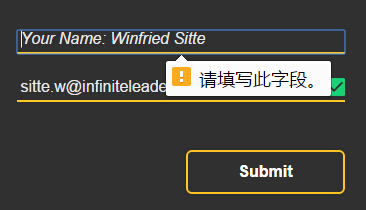 Your Name: Winfried Sitte
sitte.w@infiniteleade
请填写此字段。
Submit